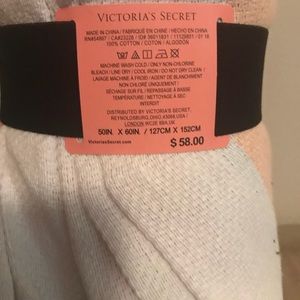 VICTORIA'S SECRET
MADE IN CHINA / FABRIQUÉ EN CHINE / HECHO EN CHINA
100% COTTON / COTON / ALGODÓN
MACHINE WASH COLD / ONLY NON-CHLORINE
BLEACH / LINE DRY / COOL IRON / DO NOT DRY CLEAN /
LAVAGE MACHINE À FROID / AGENT DE BLANCHIMENT
NON CHLORÉ UNIQUEMENT /
SÉCHAGE SUR FIL / REPASSAGE À BASSE
TEMPÉRATURE / NETTOYAGE À SEC
INTERDIT
DISTRIBUTED BY VICTORIA'S SECRET,
REYNOLDSBURG, OHIO, 43068, USA /
LONDON WC2E 8BA, UK
50IN. X 60IN. / 127CM X 152CM
VictoriasSecret.com
$ 58.00